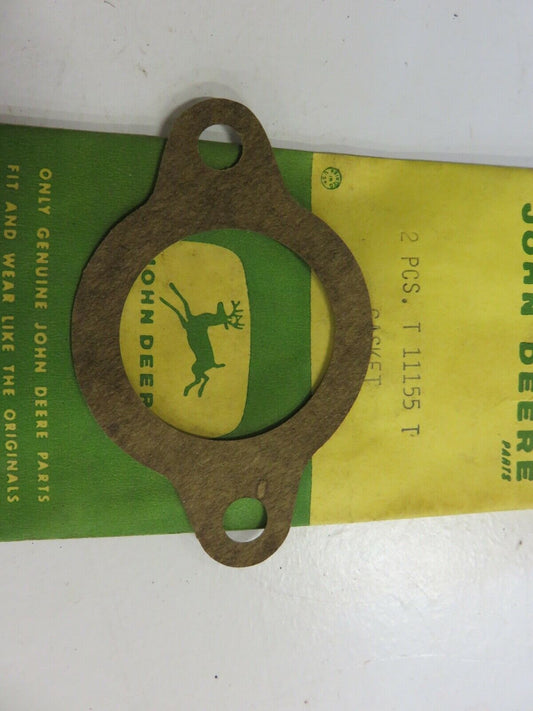 ONLY GENUINE JOHN DEERE PARTS
FIT AND WEAR LIKE THE ORIGINALS
JOHN DEER
2 PCS. T 11155 T
GASKET
JOHN DEERE
PARTS